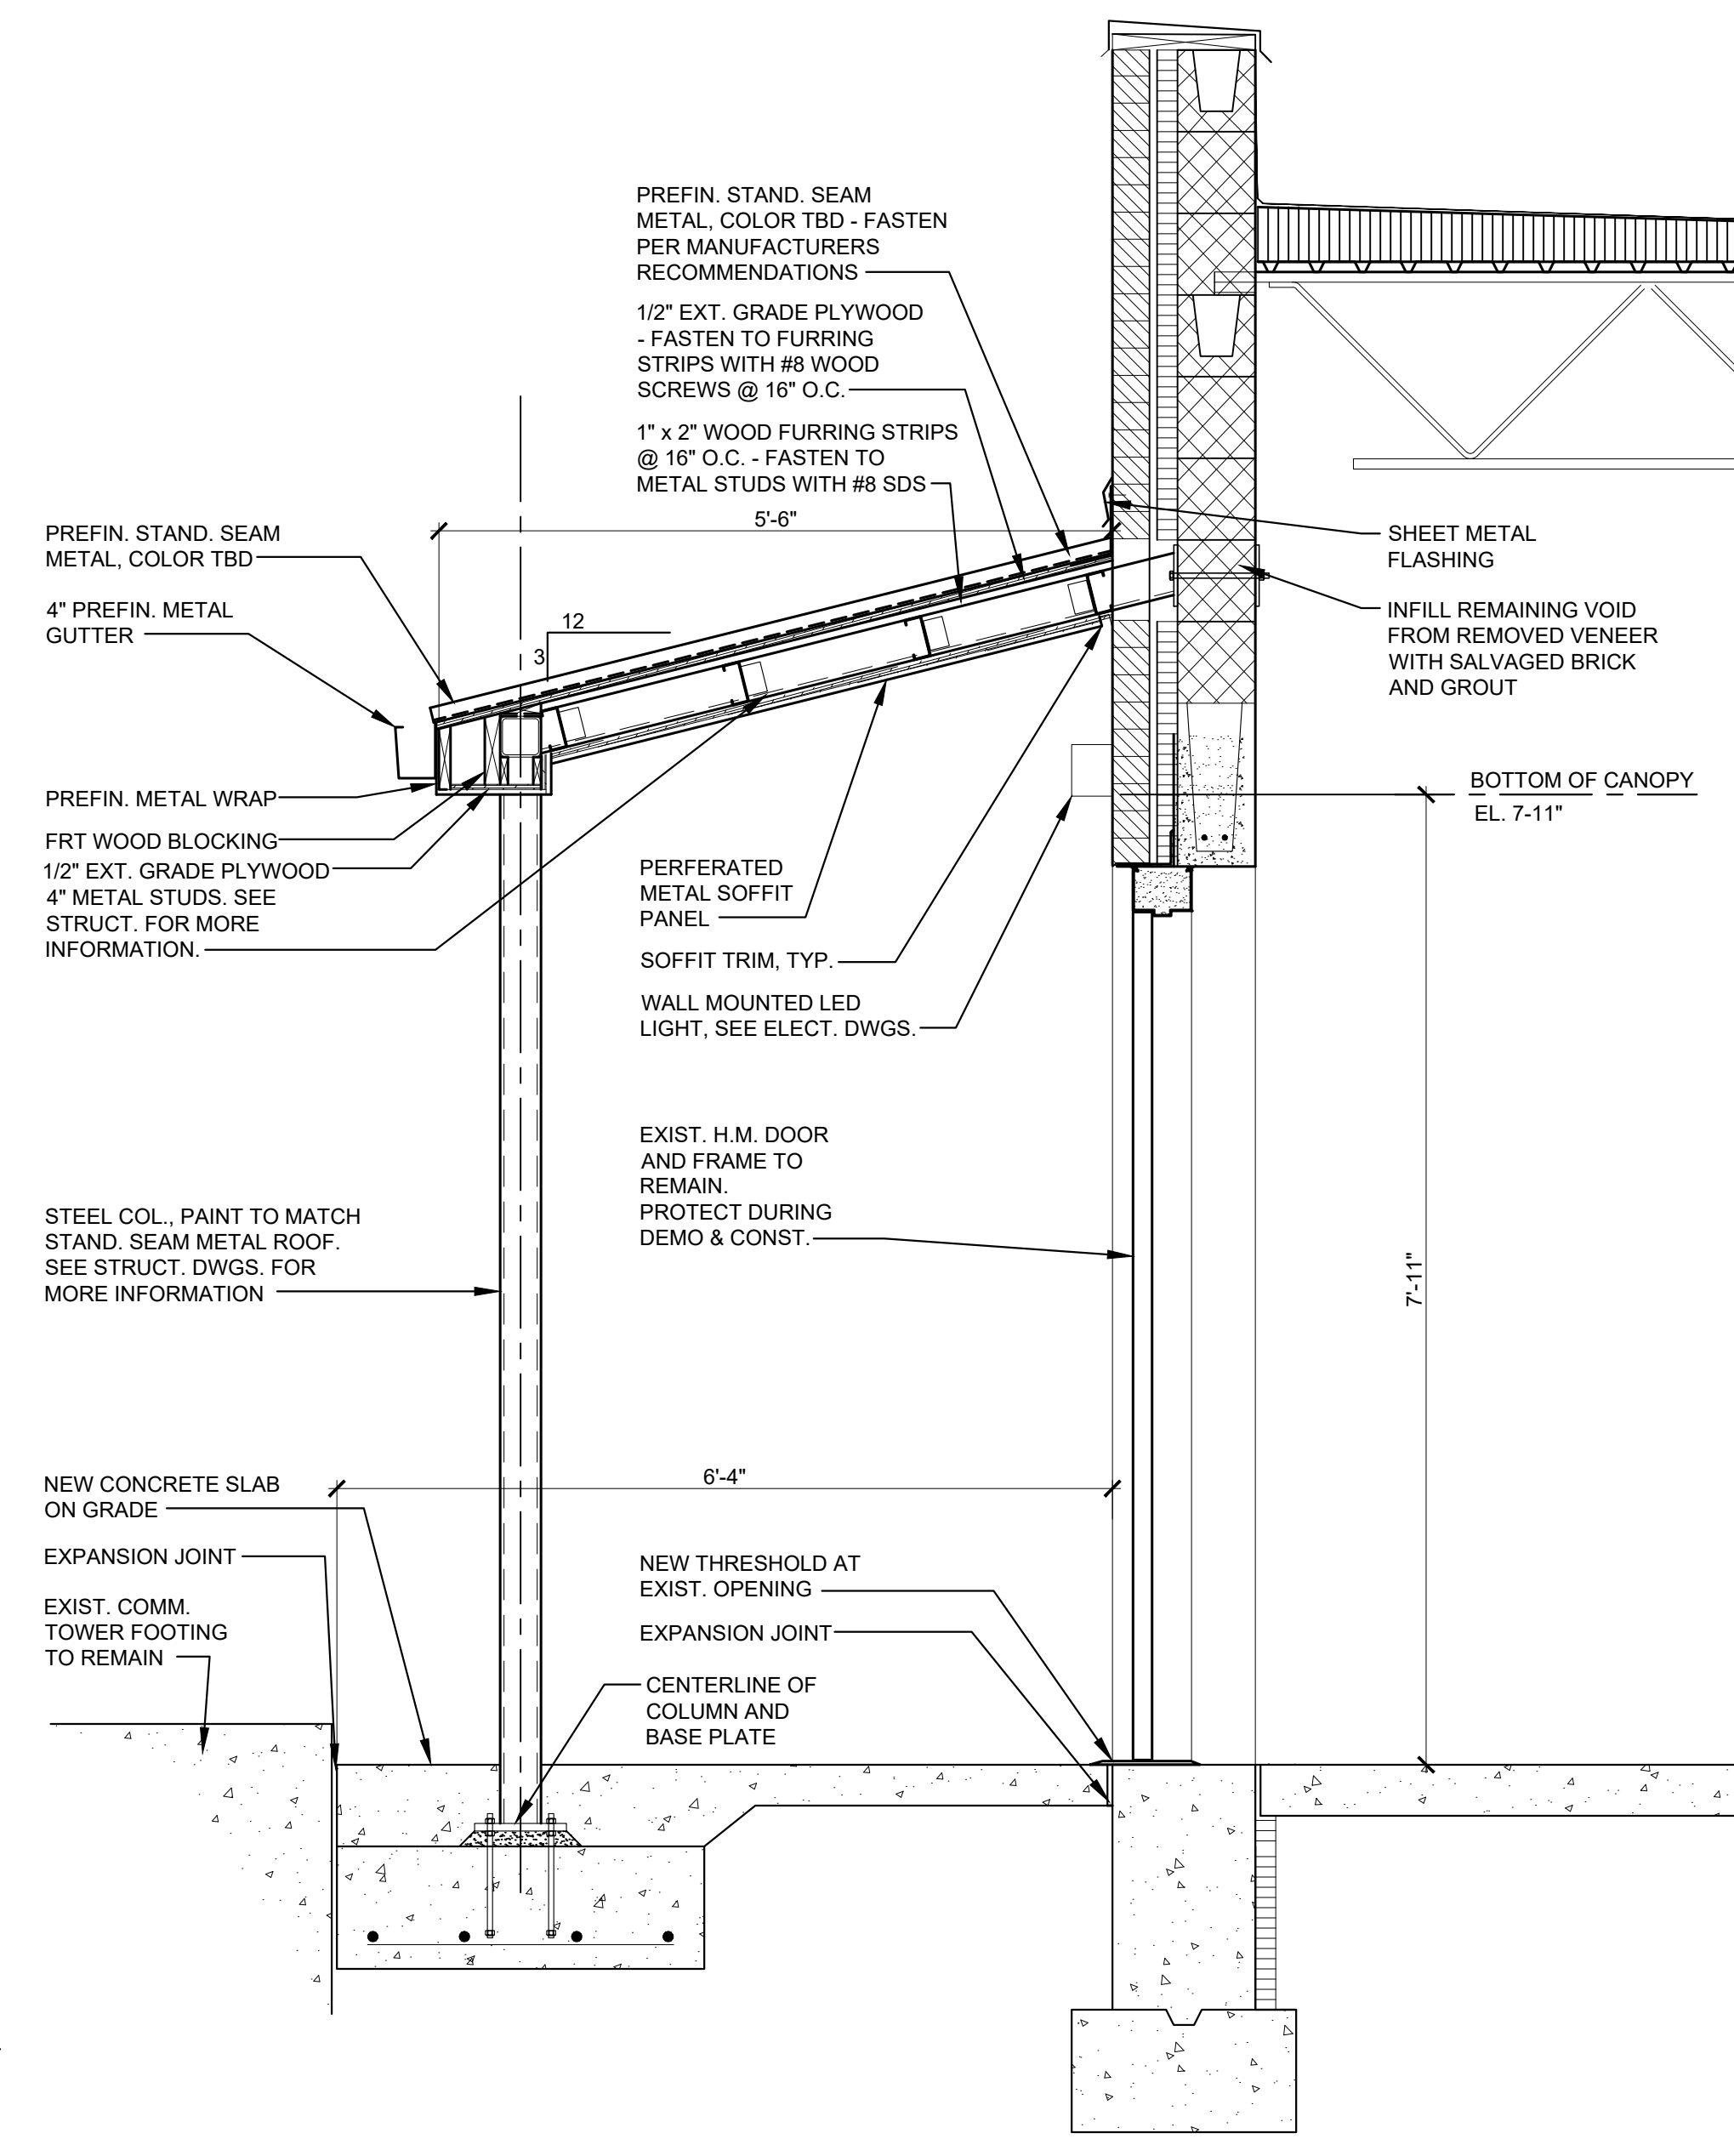 PREFIN. STAND. SEAM
METAL, COLOR TBD - FASTEN
PER MANUFACTURERS
RECOMMENDATIONS
1/2" EXT. GRADE PLYWOOD
- FASTEN TO FURRING
STRIPS WITH #8 WOOD
SCREWS @ 16" O.C.
1" x 2" WOOD FURRING STRIPS
@ 16" O.C. - FASTEN TO
METAL STUDS WITH #8 SDS
5'-6"
PREFIN. STAND. SEAM
METAL, COLOR TBD
4" PREFIN. METAL
GUTTER
12
3
SHEET METAL
FLASHING
INFILL REMAINING VOID
FROM REMOVED VENEER
WITH SALVAGED BRICK
AND GROUT
BOTTOM OF CANOPY
EL. 7-11"
PREFIN. METAL WRAP
FRT WOOD BLOCKING
1/2" EXT. GRADE PLYWOOD
4" METAL STUDS. SEE
STRUCT. FOR MORE
INFORMATION.
PERFERATED
METAL SOFFIT
PANEL
SOFFIT TRIM, TYP.
WALL MOUNTED LED
LIGHT, SEE ELECT. DWGS.
EXIST. H.M. DOOR
AND FRAME TO
REMAIN.
PROTECT DURING
DEMO & CONST.
STEEL COL., PAINT TO MATCH
STAND. SEAM METAL ROOF.
SEE STRUCT. DWGS. FOR
MORE INFORMATION
7'-11"
6'-4"
NEW CONCRETE SLAB
ON GRADE
EXPANSION JOINT
EXIST. COMM.
TOWER FOOTING
TO REMAIN
NEW THRESHOLD AT
EXIST. OPENING
EXPANSION JOINT
CENTERLINE OF
COLUMN AND
BASE PLATE